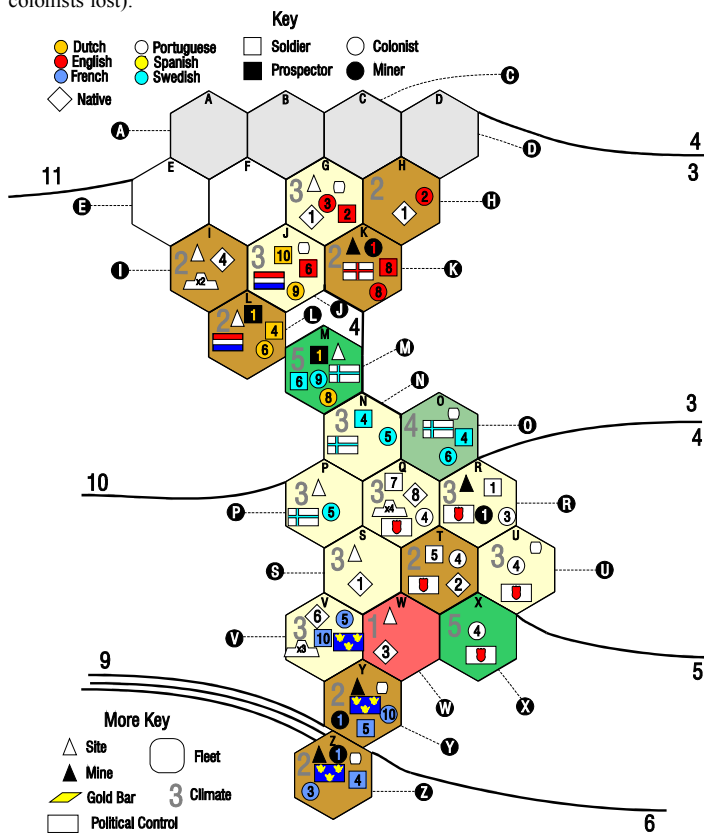 colonists lost).
Key
Dutch Portuguese Soldier Colonist
English Spanish
French Swedish Prospector Miner
Native
C
A B C D
A D
4
3
11
E F G H
3 2
E 3 2 H
1 2 1
I J K
4 10 1
I 2 3 6 2 8 K
x2 9 8
J
L 1 L
2 4 4
6 M
1 M
5
6 9
8 N
N O
4 3
3 5 4 4 O
6 4
10
P Q R
7 1
3 3 8 3
P 5 x4 4 1 3 R
S T U
5 4 4
3 2 3
S 1 2 U
V W X
6 5
V 3 10 1 5 4
x3 3
5
9 Y W X
2
1 10
5 Y
More Key Z
1
Site 2
Fleet 4
Mine 3 Z
Gold Bar 3 Climate
Political Control 6